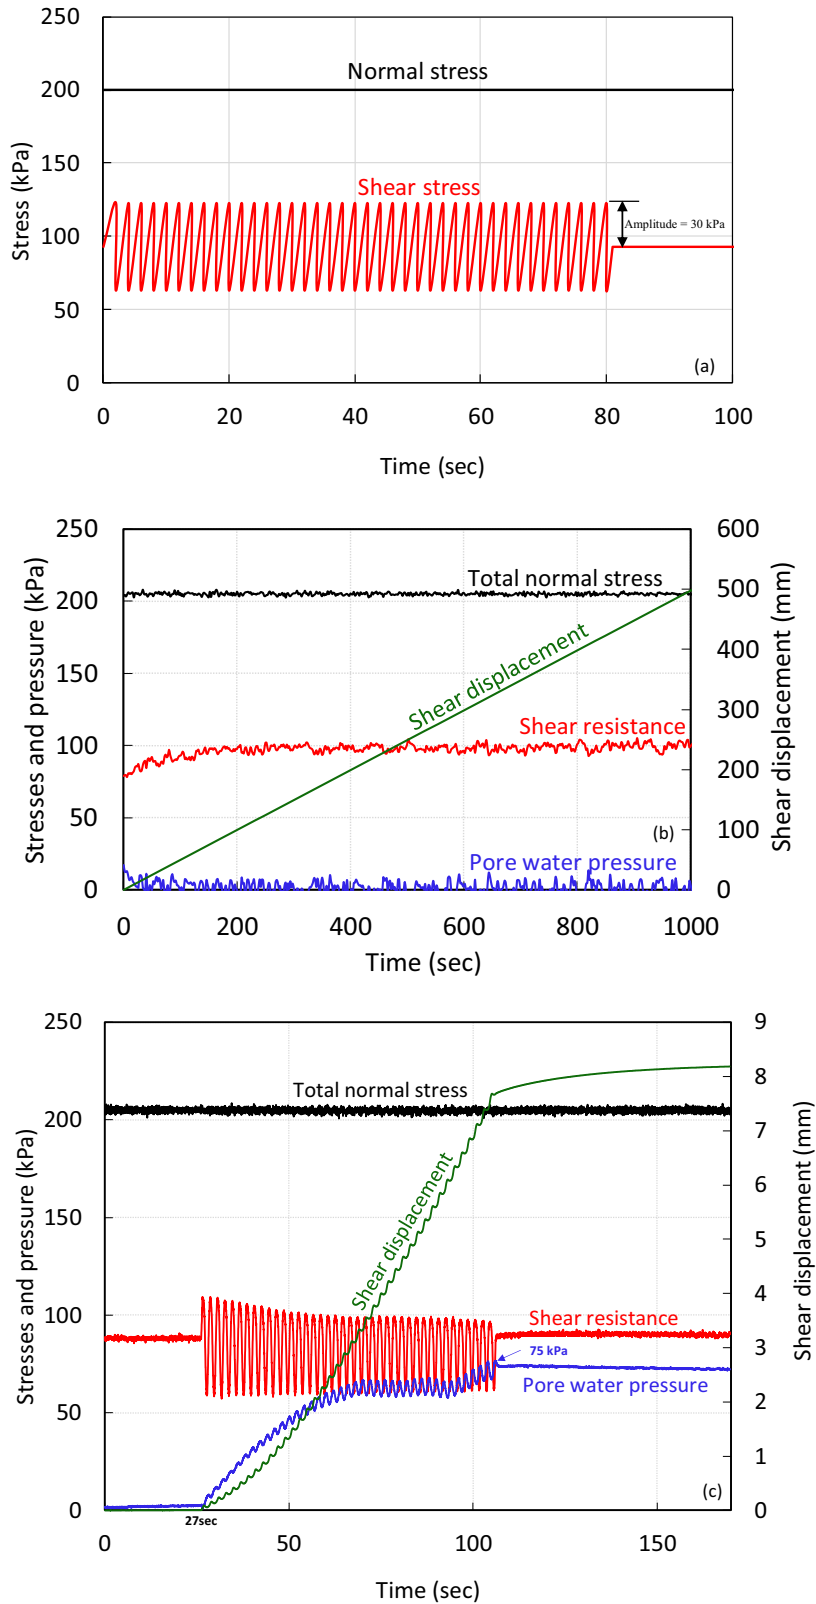 250
200
150
100
50
0
Stress (kPa)
Normal stress
Shear stress
Amplitude = 30 kPa
(a)
0 20 40 60 80 100
Time (sec)
250
200
150
100
50
0
Stresses and pressure (kPa)
600
500
400
300
200
100
0
Shear displacement (mm)
Total normal stress
Shear displacement
Shear resistance
(b)
Pore water pressure
0 200 400 600 800 1000
Time (sec)
250
200
150
100
50
0
Stresses and pressure (kPa)
9
8
7
6
5
4
3
2
1
0
Shear displacement (mm)
Total normal stress
Shear displacement
Shear resistance
75 kPa
Pore water pressure
(c)
27sec
0 50 100 150
Time (sec)